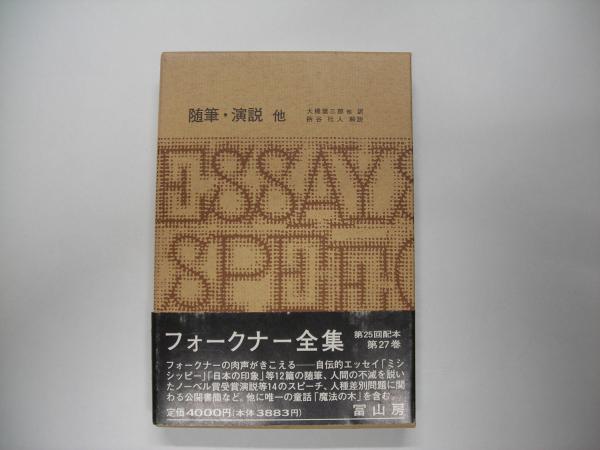 随筆・演説 他
大橋健三郎 他 訳
所谷 社人 解説
ESSAYS
SPEEC
フォークナー全集 第25回配本
第27巻
フォークナーの肉声がきこえる──自伝的エッセイ「ミシ
シッピー」「日本の印象」等12篇の随筆、人間の不滅を説い
たノーベル賞受賞演説等14のスピーチ、人種差別問題に関
わる公開書簡など。他に唯一の童話「魔法の木」を含む。
定価4000円(本体3883円) 冨山房